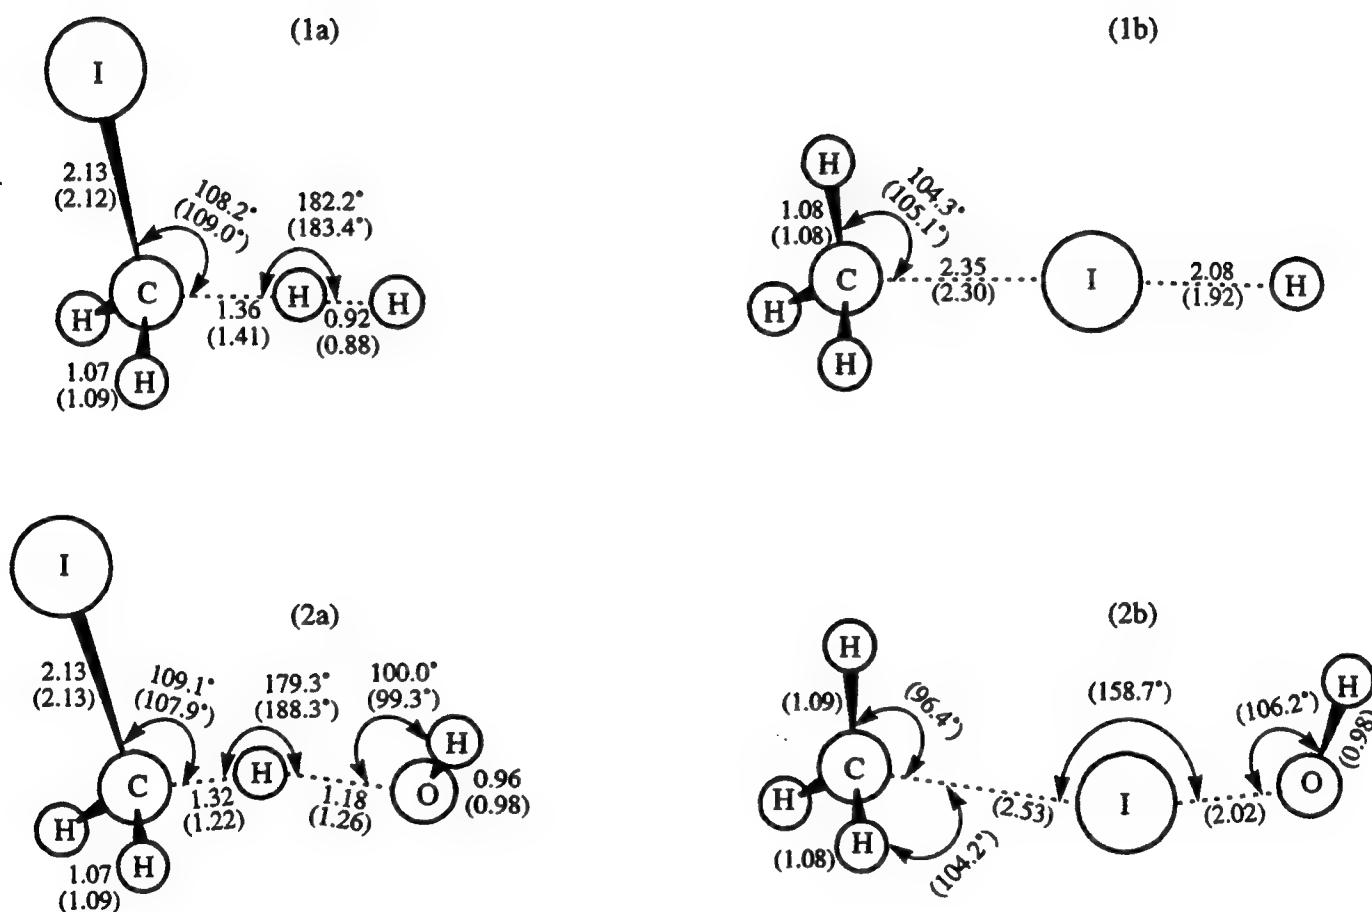 (1a)
I
2.13
(2.12)
108.2°
(109.0°)
182.2°
(183.4°)
C
H
H
H
1.36
(1.41)
0.92
(0.88)
1.07
(1.09)
H
(1b)
H
1.08
(1.08)
104.3°
(105.1°)
C
2.35
(2.30)
I
2.08
(1.92)
H
H
H
(2a)
I
2.13
(2.13)
109.1°
(107.9°)
179.3°
(188.3°)
100.0°
(99.3°)
H
C
H
O
0.96
(0.98)
1.32
(1.22)
1.18
(1.26)
H
1.07
(1.09)
H
(2b)
H
(1.09)
(96.4°)
(158.7°)
(106.2°)
H
(0.98)
C
H
(2.53)
I
(2.02)
O
(1.08)
H
(104.2°)